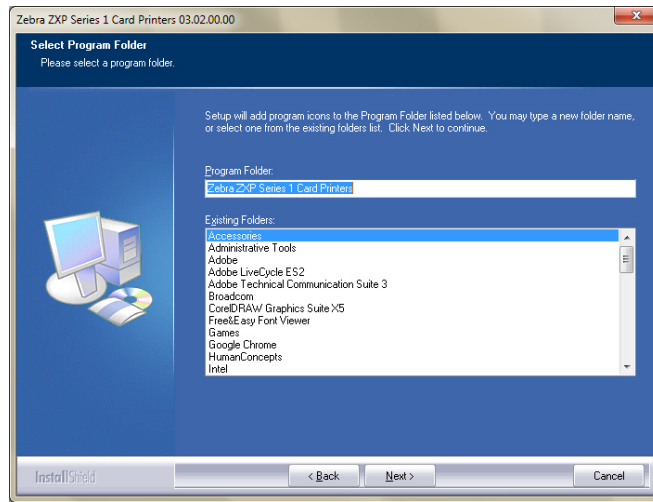 Zebra ZXP Series 1 Card Printers 03.02.00.00
Select Program Folder
Please select a program folder.
Setup will add program icons to the Program Folder listed below. You may type a new folder name,
or select one from the existing folders list. Click Next to continue.
Program Folder:
Zebra ZXP Series 1 Card Printers
Existing Folders:
Accessories
Administrative Tools
Adobe
Adobe LiveCycle ES2
Adobe Technical Communication Suite 3
Broadcom
CorelDRAW Graphics Suite X5
Free&Easy Font Viewer
Games
Google Chrome
HumanConcepts
Intel
InstallShield
< Back
Next >
Cancel